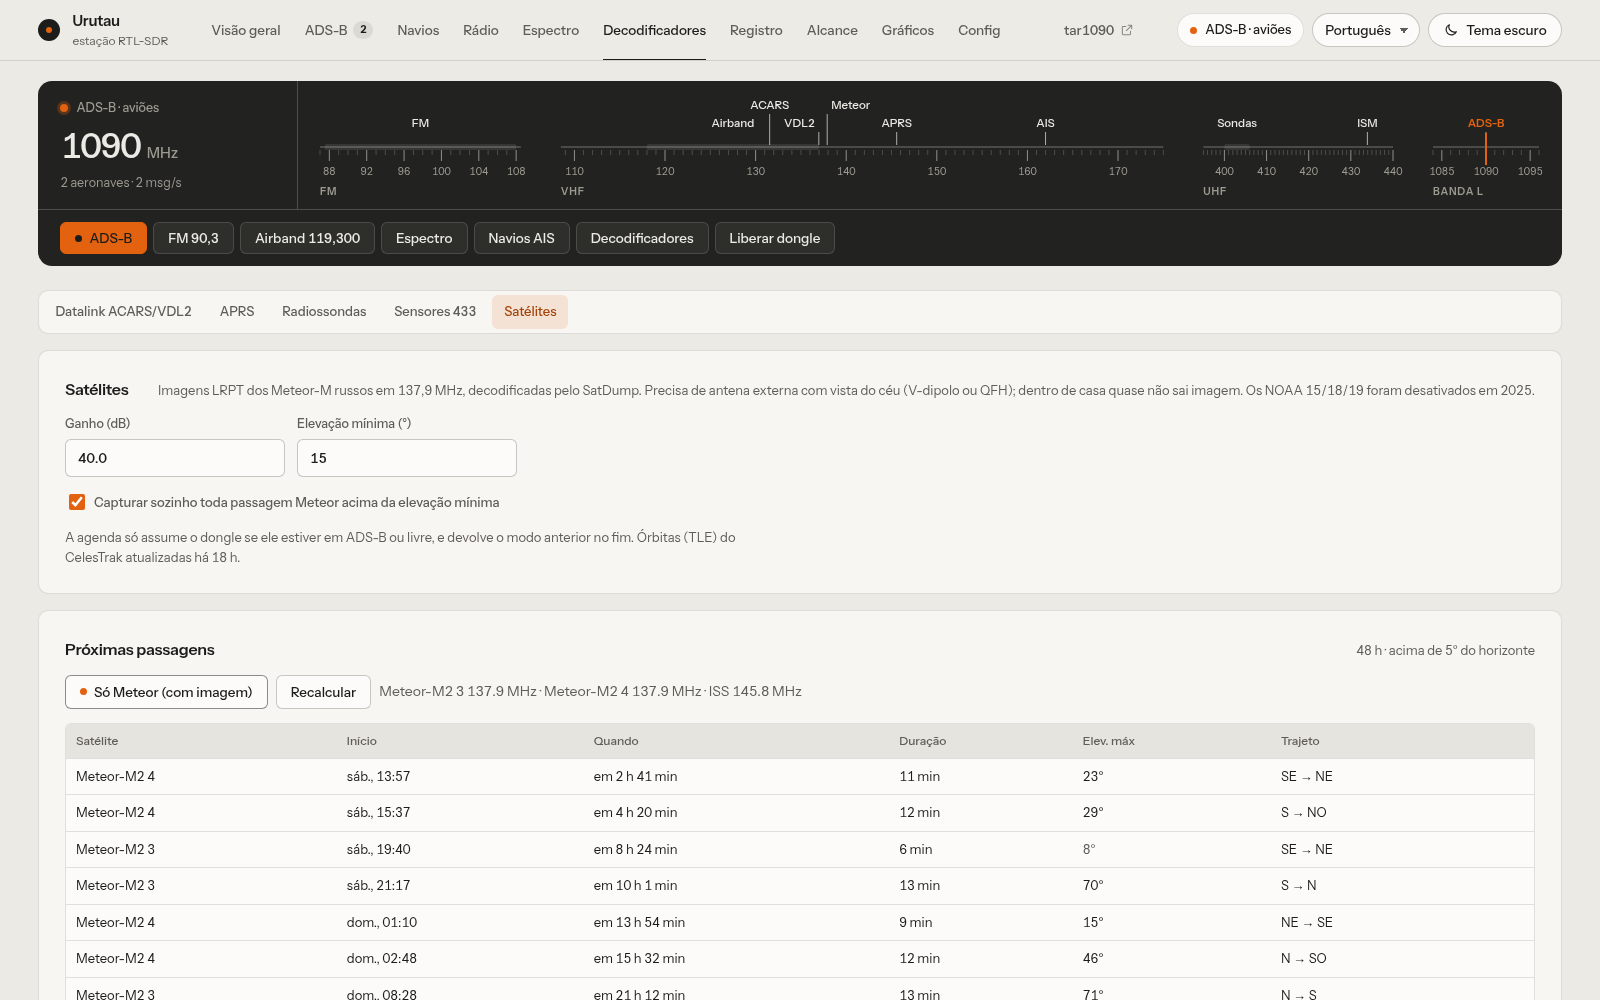 Urutau
estação RTL-SDR
Visão geral
ADS-B 2
Navios
Rádio
Espectro
Decodificadores
Registro
Alcance
Gráficos
Config
tar1090
ADS-B · aviões
Português
Tema escuro
ADS-B · aviões
1090 MHz
2 aeronaves · 2 msg/s
FM
88 92 96 100 104 108
FM
ACARS Meteor
Airband VDL2 APRS AIS
110 120 130 140 150 160 170
VHF
Sondas ISM
400 410 420 430 440
UHF
ADS-B
1085 1090 1095
BANDA L
ADS-B
FM 90,3
Airband 119,300
Espectro
Navios AIS
Decodificadores
Liberar dongle
Datalink ACARS/VDL2
APRS
Radiossondas
Sensores 433
Satélites
Satélites
Imagens LRPT dos Meteor-M russos em 137,9 MHz, decodificadas pelo SatDump. Precisa de antena externa com vista do céu (V-dipolo ou QFH); dentro de casa quase não sai imagem. Os NOAA 15/18/19 foram desativados em 2025.
Ganho (dB) Elevação mínima (°)
40.0 15
Capturar sozinho toda passagem Meteor acima da elevação mínima
A agenda só assume o dongle se ele estiver em ADS-B ou livre, e devolve o modo anterior no fim. Órbitas (TLE) do
CelesTrak atualizadas há 18 h.
Próximas passagens
48 h · acima de 5° do horizonte
Só Meteor (com imagem)
Recalcular
Meteor-M2 3 137.9 MHz · Meteor-M2 4 137.9 MHz · ISS 145.8 MHz
Satélite Início Quando Duração Elev. máx Trajeto
Meteor-M2 4 sáb., 13:57 em 2 h 41 min 11 min 23° SE → NE
Meteor-M2 4 sáb., 15:37 em 4 h 20 min 12 min 29° S → NO
Meteor-M2 3 sáb., 19:40 em 8 h 24 min 6 min 8° SE → NE
Meteor-M2 3 sáb., 21:17 em 10 h 1 min 13 min 70° S → N
Meteor-M2 4 dom., 01:10 em 13 h 54 min 9 min 15° NE → SE
Meteor-M2 4 dom., 02:48 em 15 h 32 min 12 min 46° N → SO
Meteor-M2 3 dom., 08:28 em 21 h 12 min 13 min 71° N → S